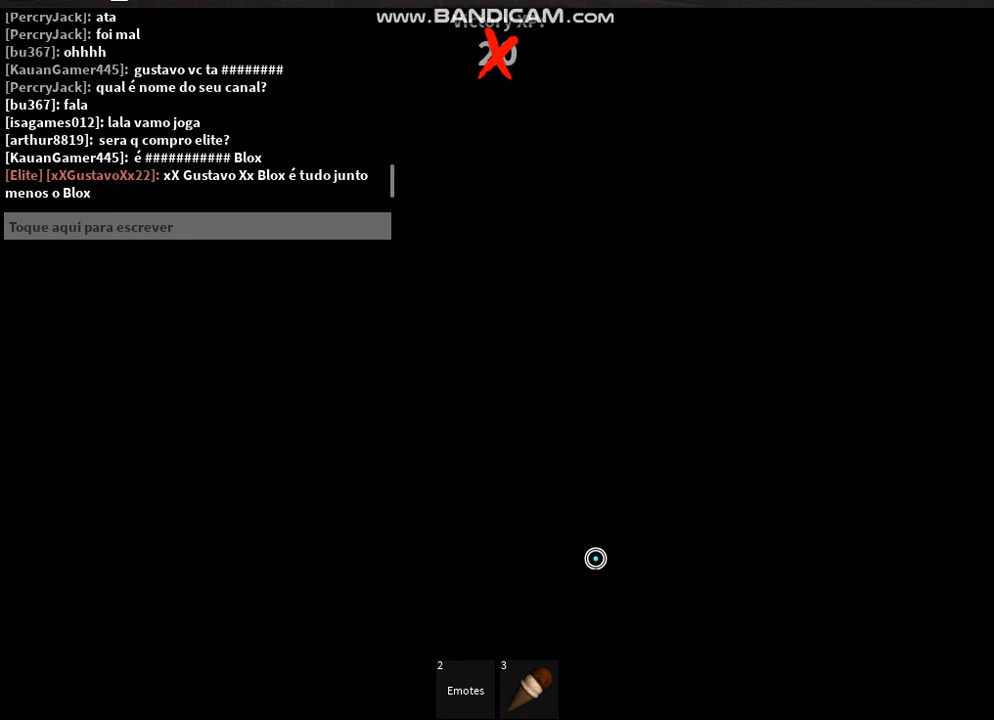 www.BANDICAM.com
Victory XP:
20
[PercryJack]: ata
[PercryJack]: foi mal
[bu367]: ohhhh
[KauanGamer445]: gustavo vc ta ########
[PercryJack]: qual é nome do seu canal?
[bu367]: fala
[isagames012]: lala vamo joga
[arthur8819]: sera q compro elite?
[KauanGamer445]: é ########### Blox
[Elite] [xXGustavoXx22]: xX Gustavo Xx Blox é tudo junto
menos o Blox
Toque aqui para escrever
2
Emotes
3